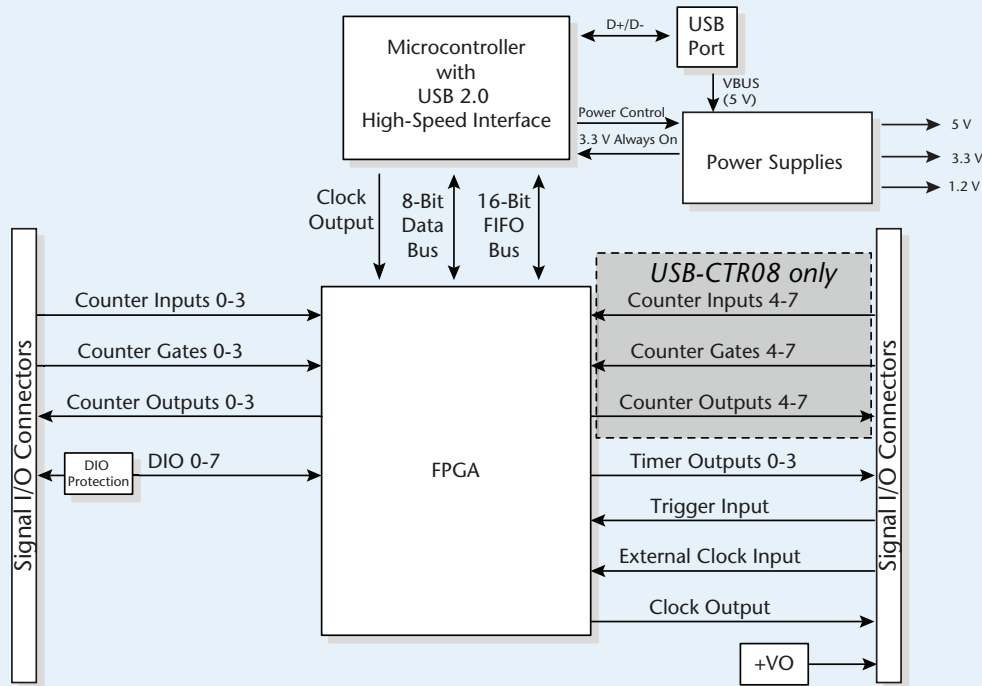 Microcontroller
with
USB 2.0
High-Speed Interface
D+/D-
USB
Port
VBUS
(5 V)
Power Control
3.3 V Always On
Power Supplies
5 V
3.3 V
1.2 V
Clock
Output
8-Bit
Data
Bus
16-Bit
FIFO
Bus
Signal I/O Connectors
Counter Inputs 0-3
Counter Gates 0-3
Counter Outputs 0-3
DIO
Protection
DIO 0-7
FPGA
USB-CTR08 only
Counter Inputs 4-7
Counter Gates 4-7
Counter Outputs 4-7
Timer Outputs 0-3
Trigger Input
External Clock Input
Clock Output
+VO
Signal I/O Connectors